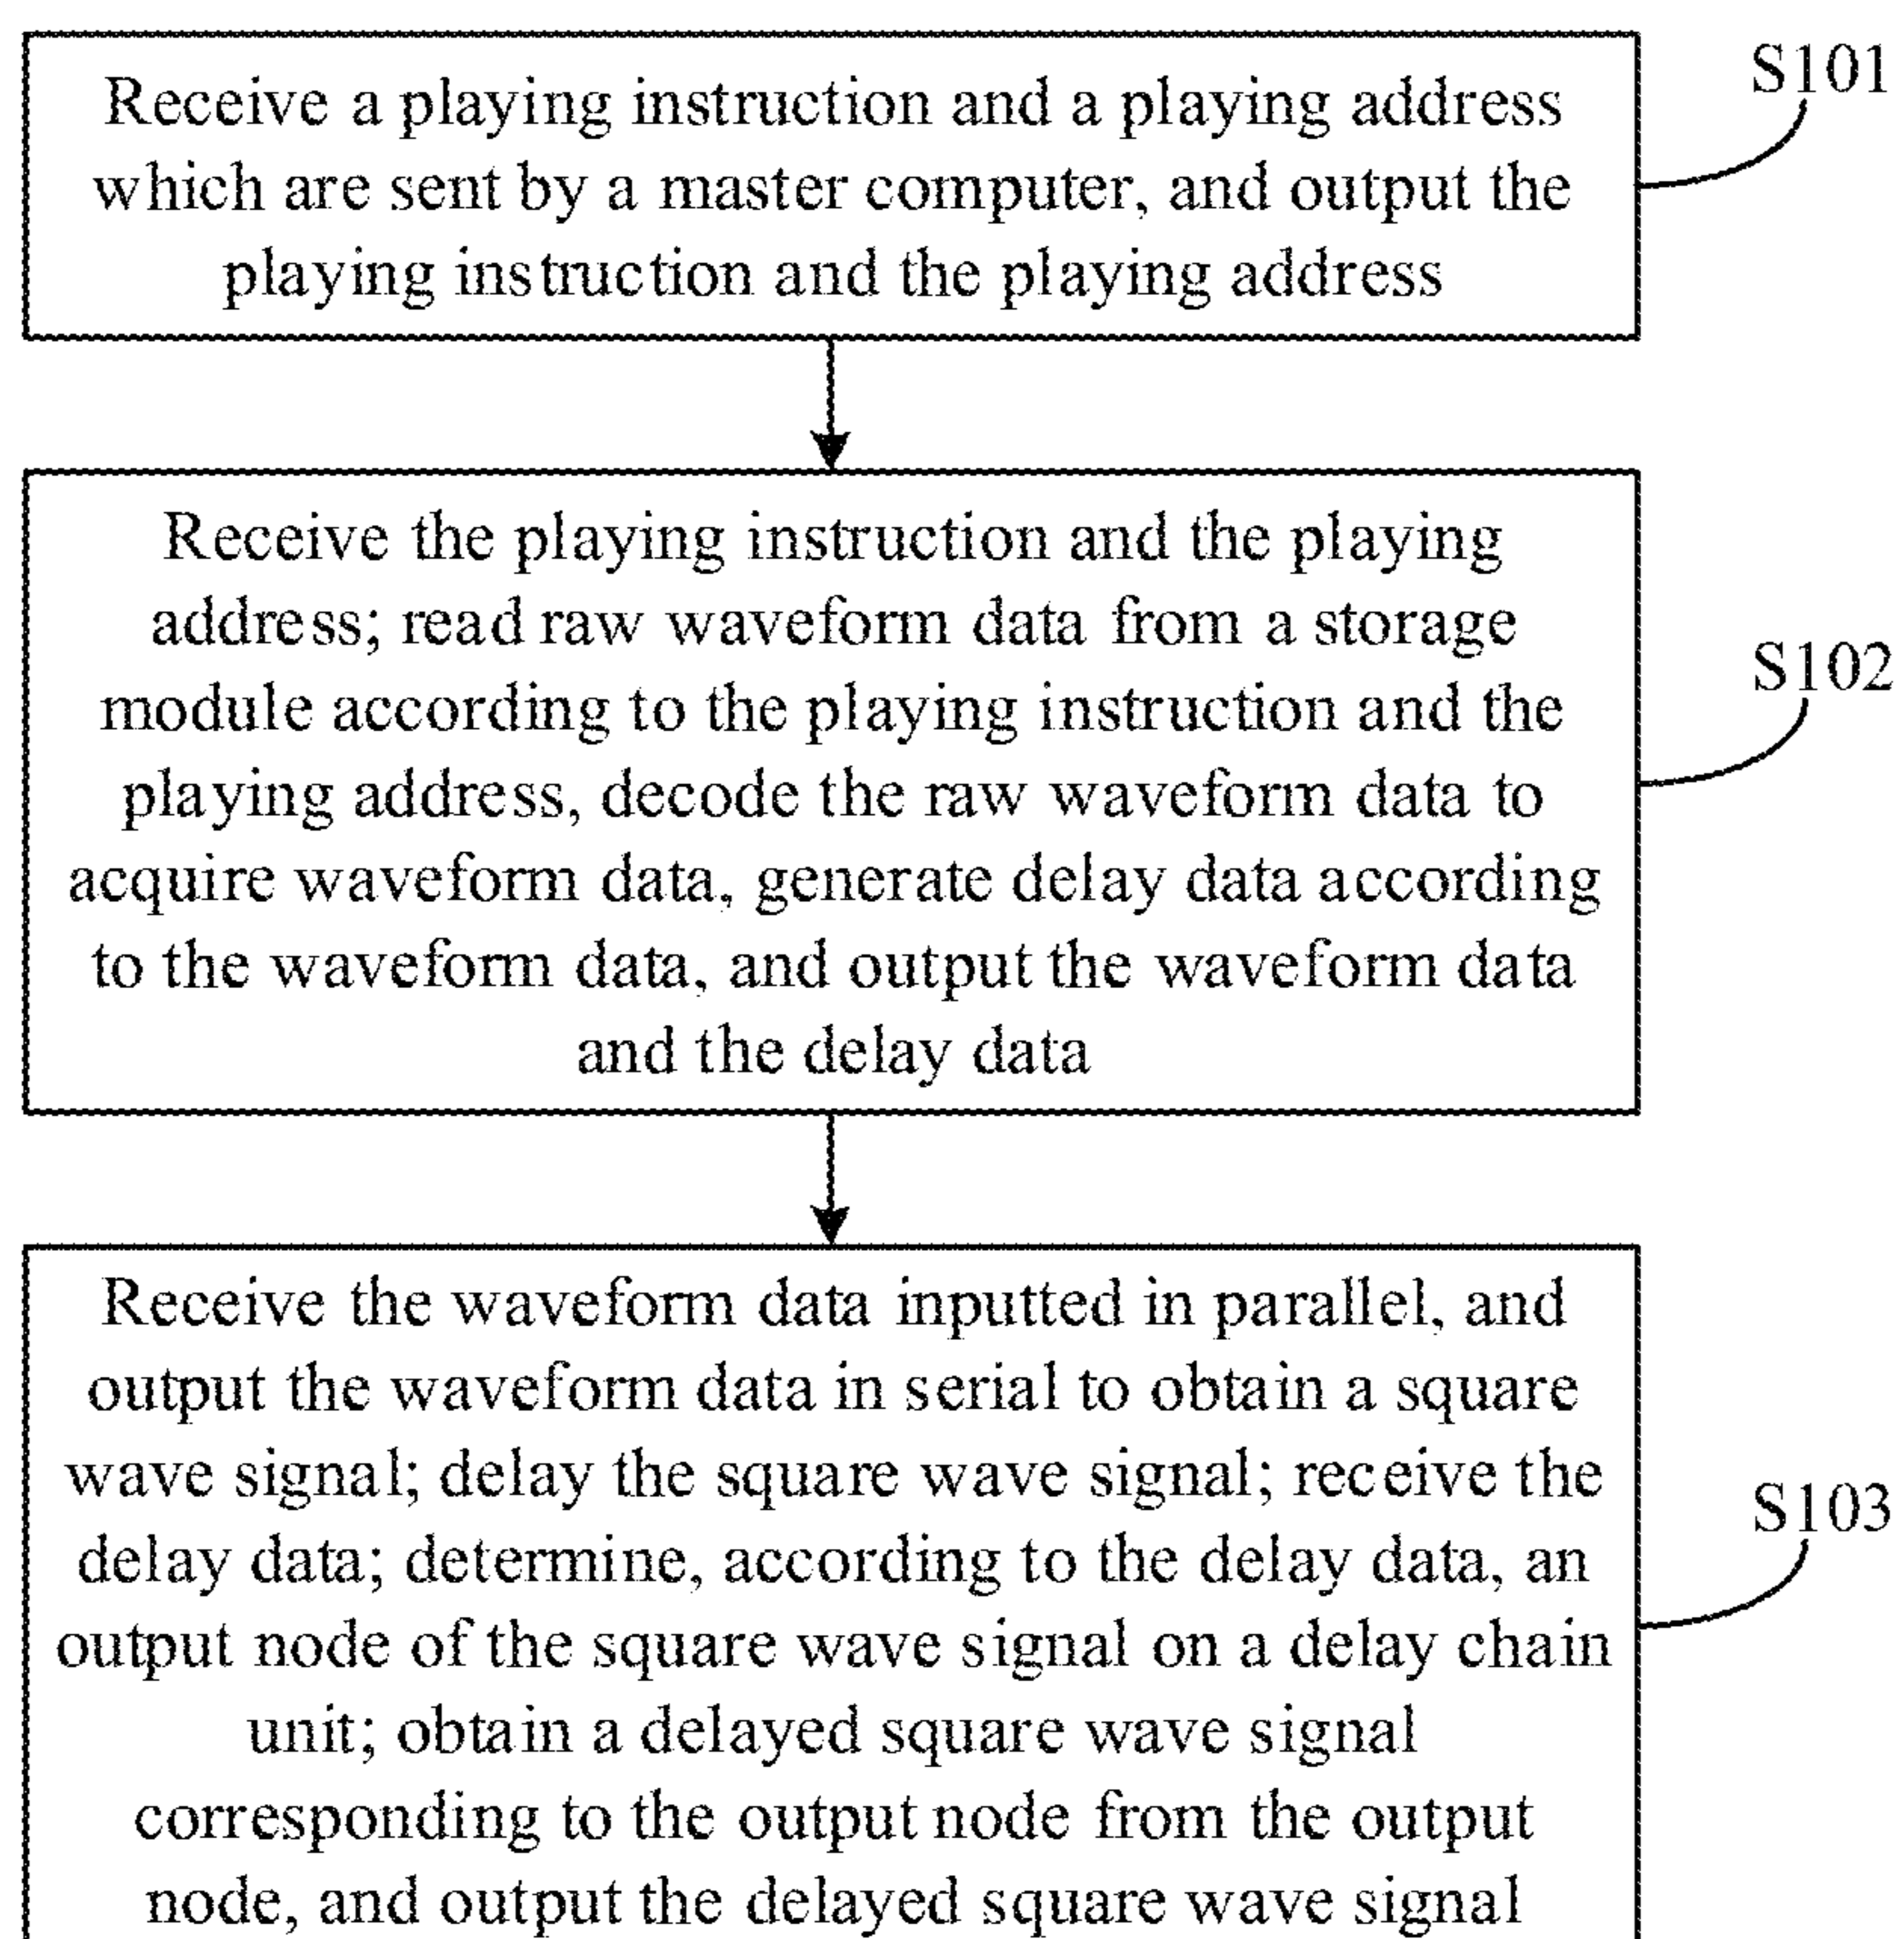 Receive a playing instruction and a playing address
which are sent by a master computer, and output the
playing instruction and the playing address
S101
Receive the playing instruction and the playing
address; read raw waveform data from a storage
module according to the playing instruction and the
playing address, decode the raw waveform data to
acquire waveform data, generate delay data according
to the waveform data, and output the waveform data
and the delay data
S102
Receive the waveform data inputted in parallel, and
output the waveform data in serial to obtain a square
wave signal; delay the square wave signal; receive the
delay data; determine, according to the delay data, an
output node of the square wave signal on a delay chain
unit; obtain a delayed square wave signal
corresponding to the output node from the output
node, and output the delayed square wave signal
S103